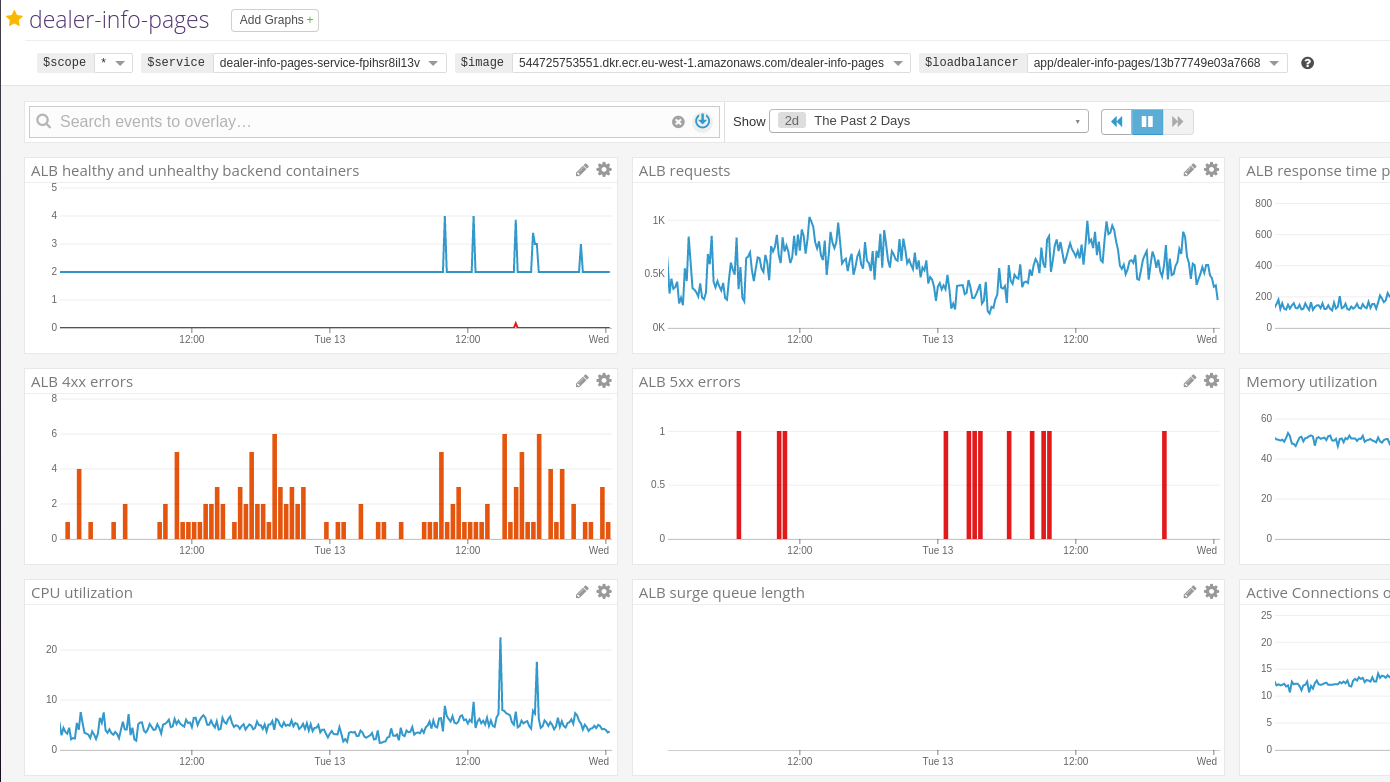 dealer-info-pages Add Graphs +
$scope * $service dealer-info-pages-service-fpihsr8il13v $image 544725753551.dkr.ecr.eu-west-1.amazonaws.com/dealer-info-pages $loadbalancer app/dealer-info-pages/13b77749e03a7668 ?
Search events to overlay… Show 2d The Past 2 Days
ALB healthy and unhealthy backend containers
5
4
3
2
1
0
12:00 Tue 13 12:00 Wed
ALB requests
1K
0.5K
0K
12:00 Tue 13 12:00 Wed
ALB response time p
800
600
400
200
0
ALB 4xx errors
8
6
4
2
0
12:00 Tue 13 12:00 Wed
ALB 5xx errors
1
0.5
0
12:00 Tue 13 12:00 Wed
Memory utilization
60
40
20
0
CPU utilization
20
10
0
12:00 Tue 13 12:00 Wed
ALB surge queue length
12:00 Tue 13 12:00 Wed
Active Connections o
25
20
15
10
5
0